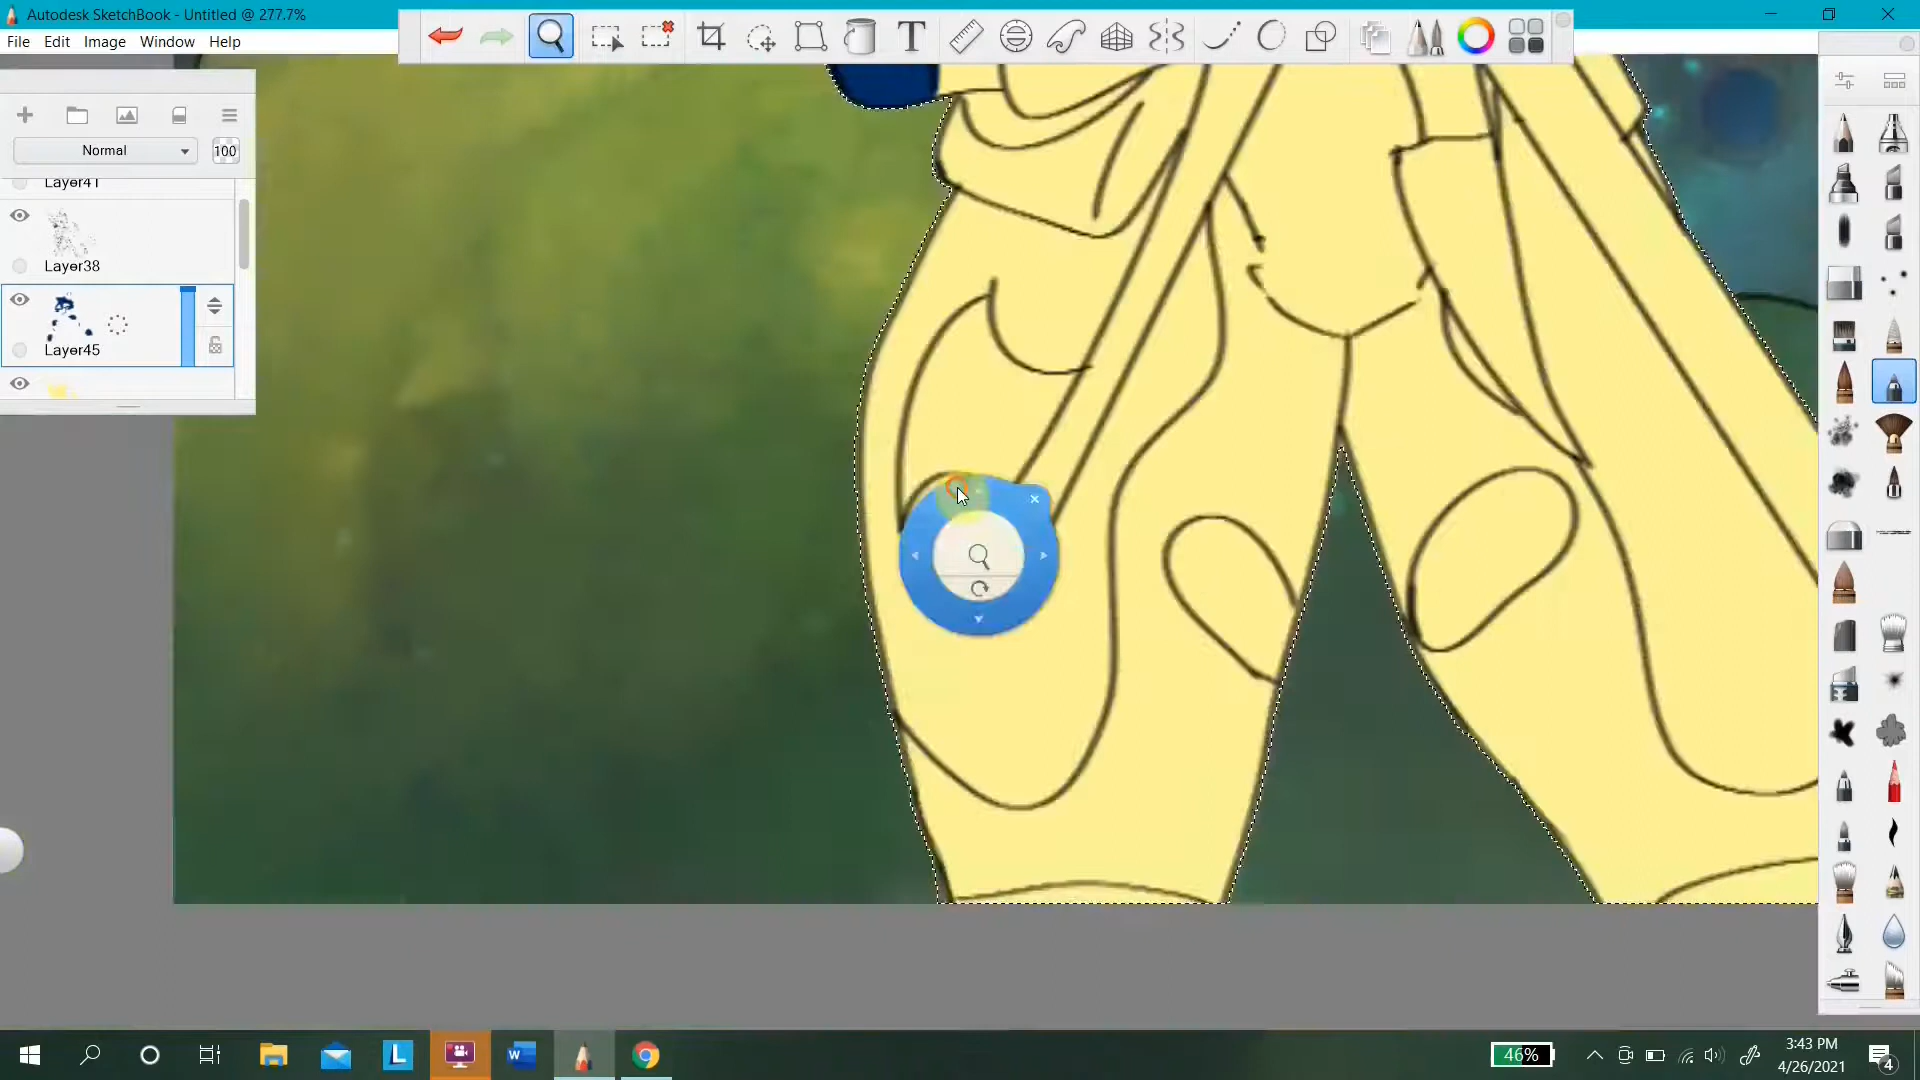 Autodesk SketchBook - Untitled @ 277.7%
File Edit Image Window Help
Normal 100
Layer41
Layer38
Layer45
46%
3:43 PM
4/26/2021
4